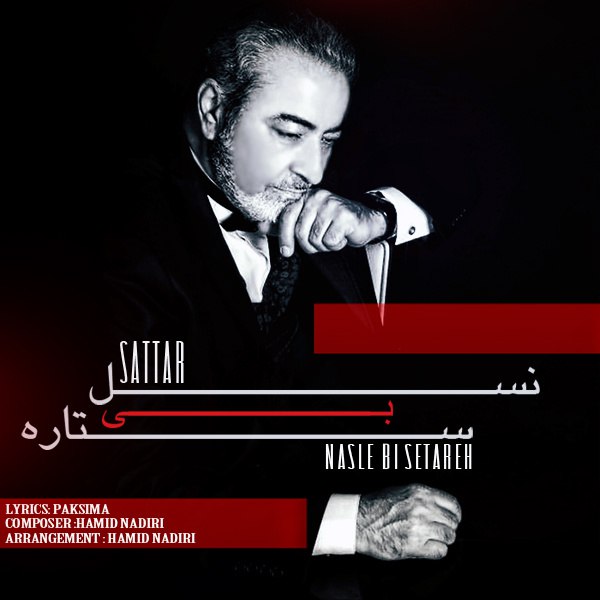 SATTAR
نسل
بی
ستاره
NASLE BI SETAREH
LYRICS: PAKSIMA
COMPOSER :HAMID NADIRI
ARRANGEMENT : HAMID NADIRI